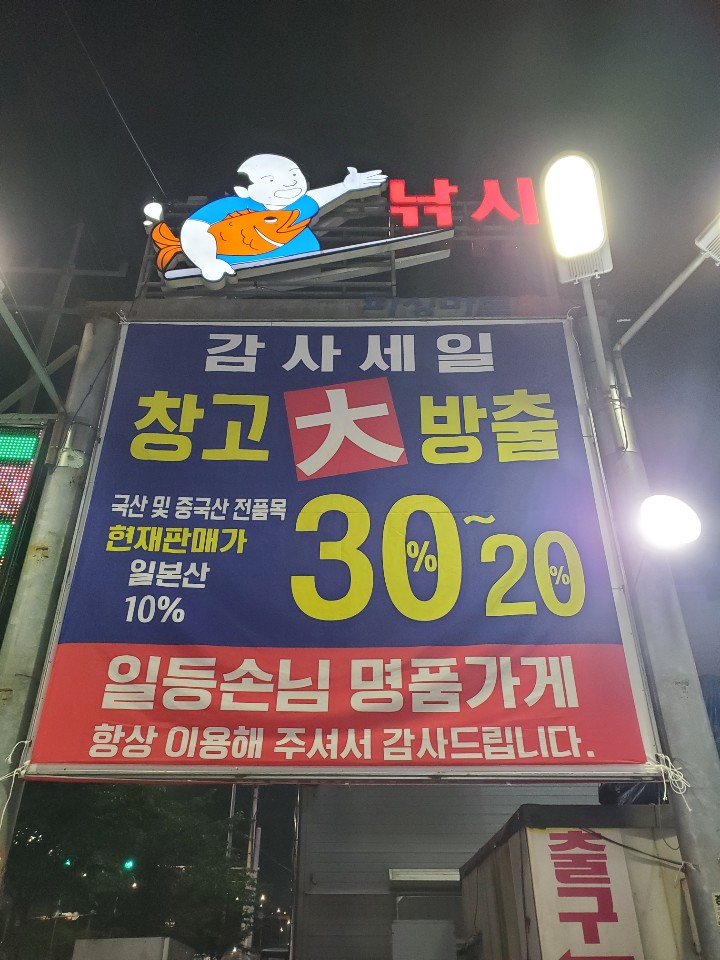 낚시
감사세일
창고 大 방출
국산 및 중국산 전품목
현재판매가
일본산
10%
30%~20%
일등손님 명품가게
항상 이용해 주셔서 감사드립니다.
출구